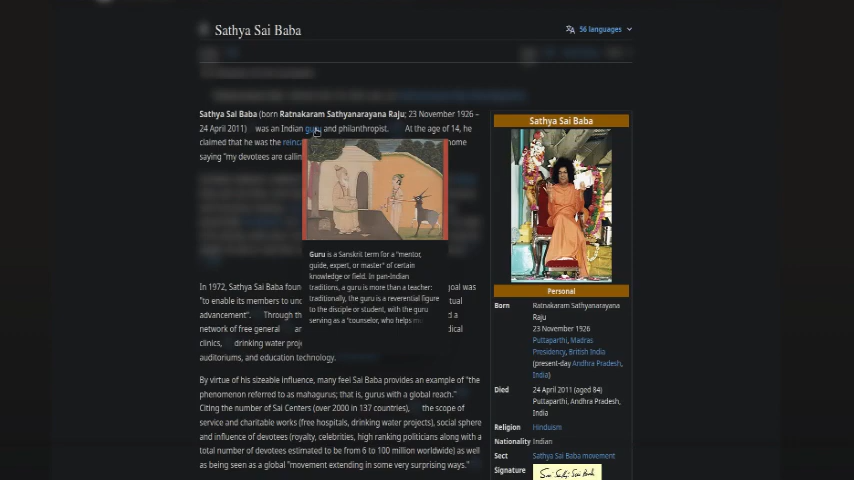 Sathya Sai Baba
56 languages
Sathya Sai Baba (born Ratnakaram Sathyanarayana Raju; 23 November 1926 –
24 April 2011) was an Indian guru and philanthropist. At the age of 14, he
claimed that he was the
saying "my devotees are
Guru is a Sanskrit term for a "mentor,
guide, expert, or master" of certain
knowledge or field. In pan-Indian
traditions, a guru is more than a teacher:
traditionally, the guru is a reverential figure
to the disciple or student, with the guru
serving as a "counselor, who helps
In 1972, Sathya Sai Baba
goal was
"to enable its members to
advancement". Through
network of free general
clinics, drinking water
auditoriums, and education technology.
By virtue of his sizeable influence, many feel Sai Baba provides an example of "the
phenomenon referred to as mahagurus; that is, gurus with a global reach."
Citing the number of Sai Centers (over 2000 in 137 countries), the scope of
service and charitable works (free hospitals, drinking water projects), social sphere
and influence of devotees (royalty, celebrities, high ranking politicians along with a
total number of devotees estimated to be from 6 to 100 million worldwide) as well
as being seen as a global "movement extending in some very surprising ways."
Sathya Sai Baba
Personal
Born Ratnakaram Sathyanarayana
Raju
23 November 1926
Puttaparthi, Madras
Presidency, British India
(present-day Andhra Pradesh,
India)
Died 24 April 2011 (aged 84)
Puttaparthi, Andhra Pradesh,
India
Religion Hinduism
Nationality Indian
Sect Sathya Sai Baba movement
Signature